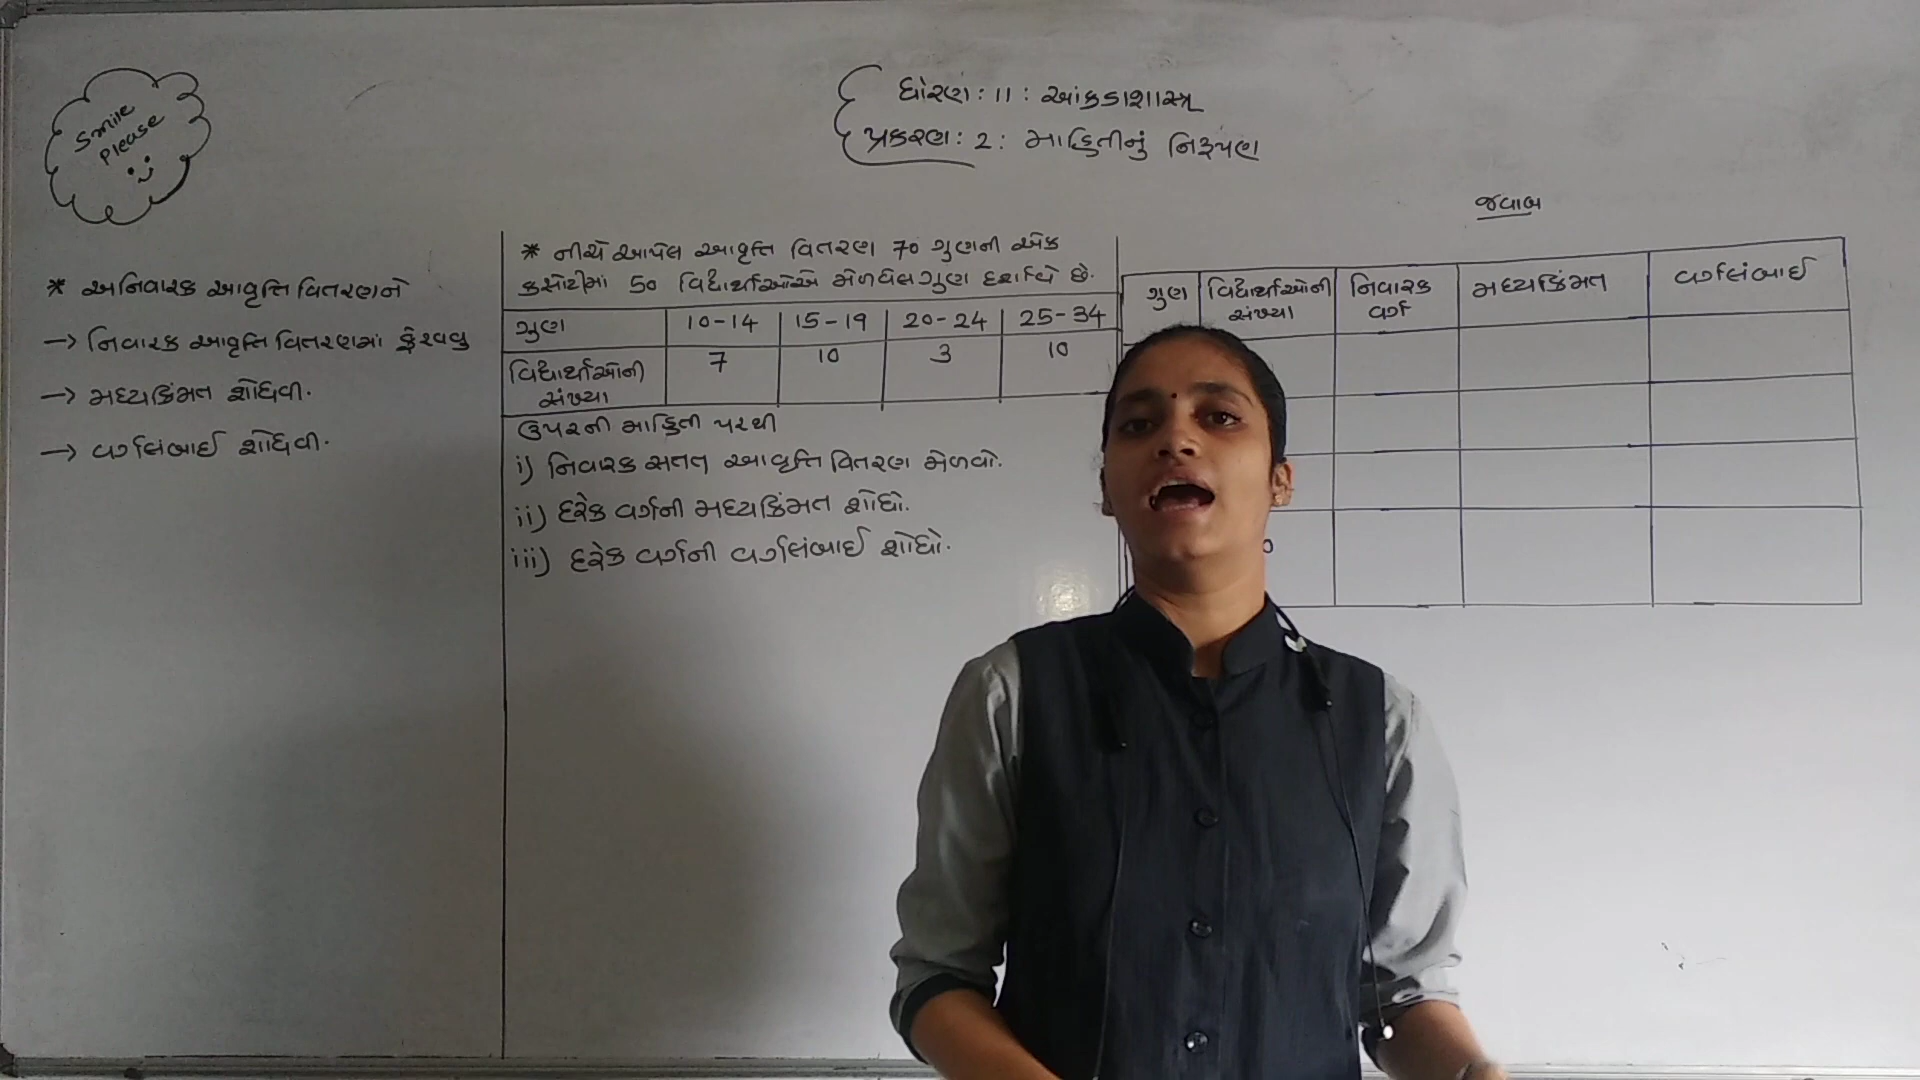 Smile
Please
ધોરણ : 11 : આંકડાશાસ્ત્ર
પ્રકરણ : 2 : માહિતીનું નિરૂપણ
* અનિવારક આવૃત્તિ વિતરણને
→ નિવારક આવૃત્તિ વિતરણમાં ફેરવવુ
→ મધ્યકિંમત શોધવી.
→ વર્ગલંબાઈ શોધવી.
* નીચે આપેલ આવૃત્તિ વિતરણ 70 ગુણની એક
કસોટીમાં 50 વિદ્યાર્થીઓએ મેળવેલ ગુણ દર્શાવે છે.
ગુણ 10-14 15-19 20-24 25-34
વિદ્યાર્થીઓની સંખ્યા 7 10 3 10
ઉપરની માહિતી પરથી
i) નિવારક સતત આવૃત્તિ વિતરણ મેળવો.
ii) દરેક વર્ગની મધ્યકિંમત શોધો.
iii) દરેક વર્ગની વર્ગલંબાઈ શોધો.
જવાબ
ગુણ વિદ્યાર્થીઓની સંખ્યા નિવારક વર્ગ મધ્યકિંમત વર્ગલંબાઈ